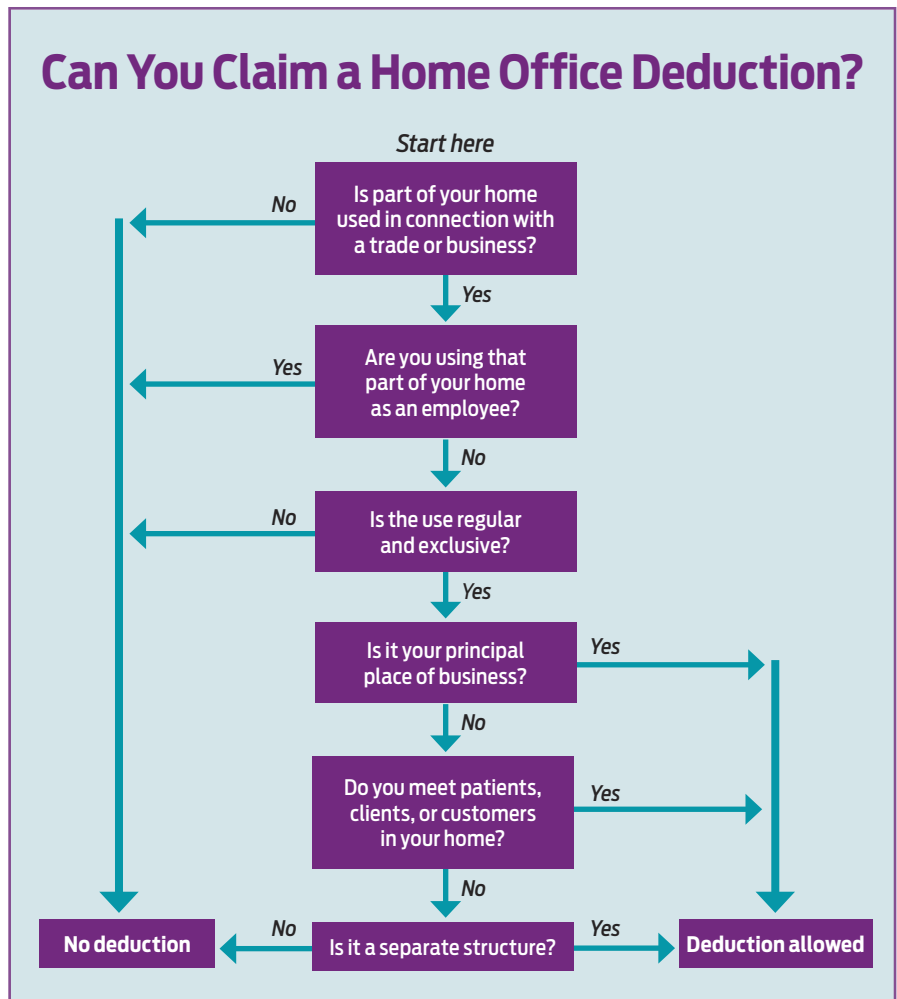 Can You Claim a Home Office Deduction?
Start here
Is part of your home
used in connection with
a trade or business?
No
Yes
Are you using that
part of your home
as an employee?
Yes
No
Is the use regular
and exclusive?
No
Yes
Is it your principal
place of business?
Yes
No
Do you meet patients,
clients, or customers
in your home?
Yes
No
Is it a separate structure?
No
Yes
No deduction
Deduction allowed